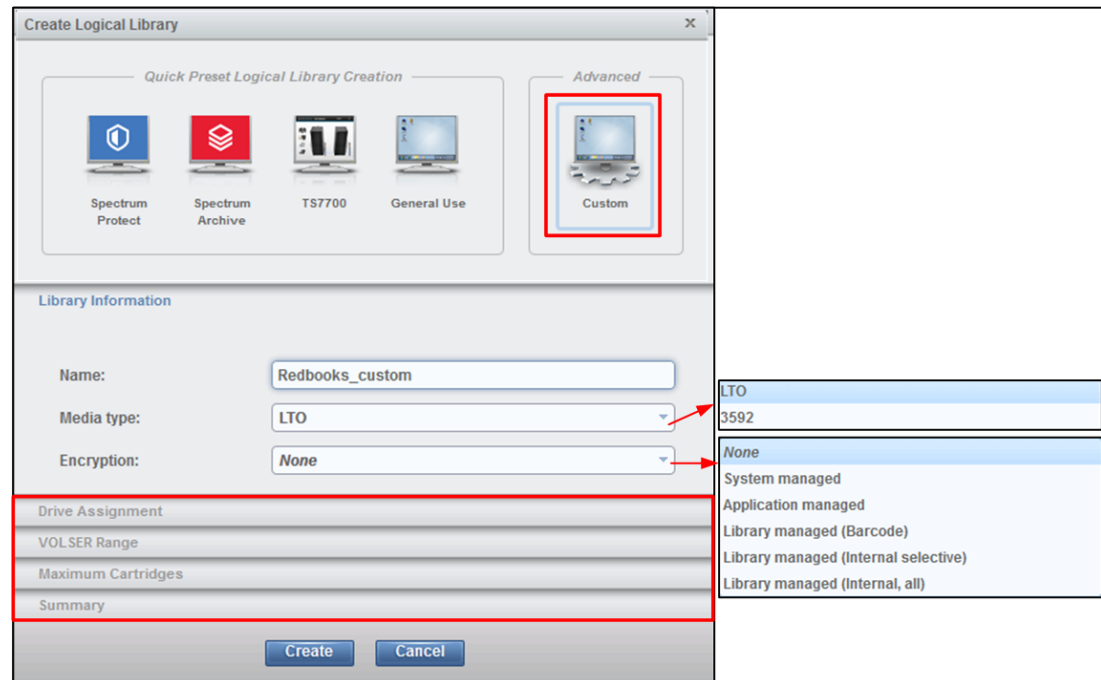 Create Logical Library x
Quick Preset Logical Library Creation
Advanced
Spectrum
Protect
Spectrum
Archive
TS7700
General Use
Custom
Library Information
Name: Redbooks_custom
Media type: LTO
LTO
3592
Encryption: None
None
System managed
Application managed
Library managed (Barcode)
Library managed (Internal selective)
Library managed (Internal, all)
Drive Assignment
VOLSER Range
Maximum Cartridges
Summary
Create Cancel